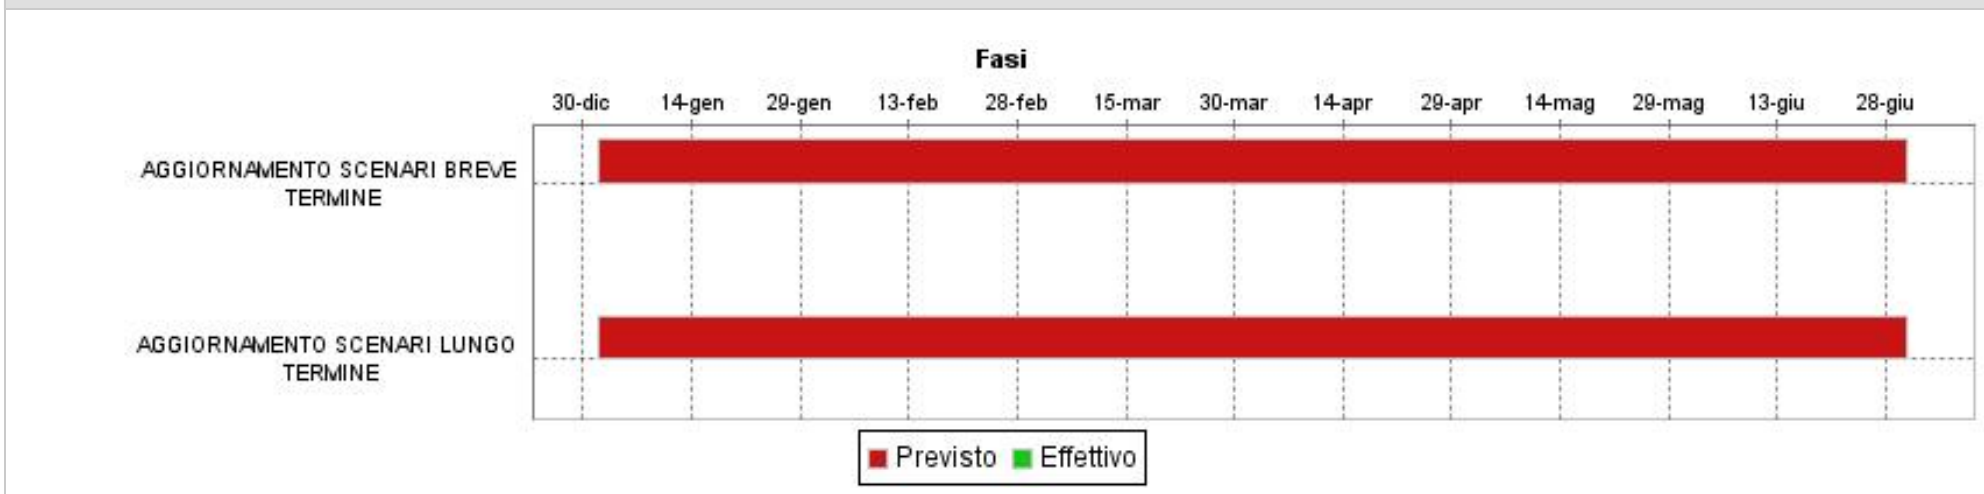 Fasi
30-dic 14-gen 29-gen 13-feb 28-feb 15-mar 30-mar 14-apr 29-apr 14-mag 29-mag 13-giu 28-giu
AGGIORNAMENTO SCENARI BREVE
TERMINE
AGGIORNAMENTO SCENARI LUNGO
TERMINE
Previsto Effettivo